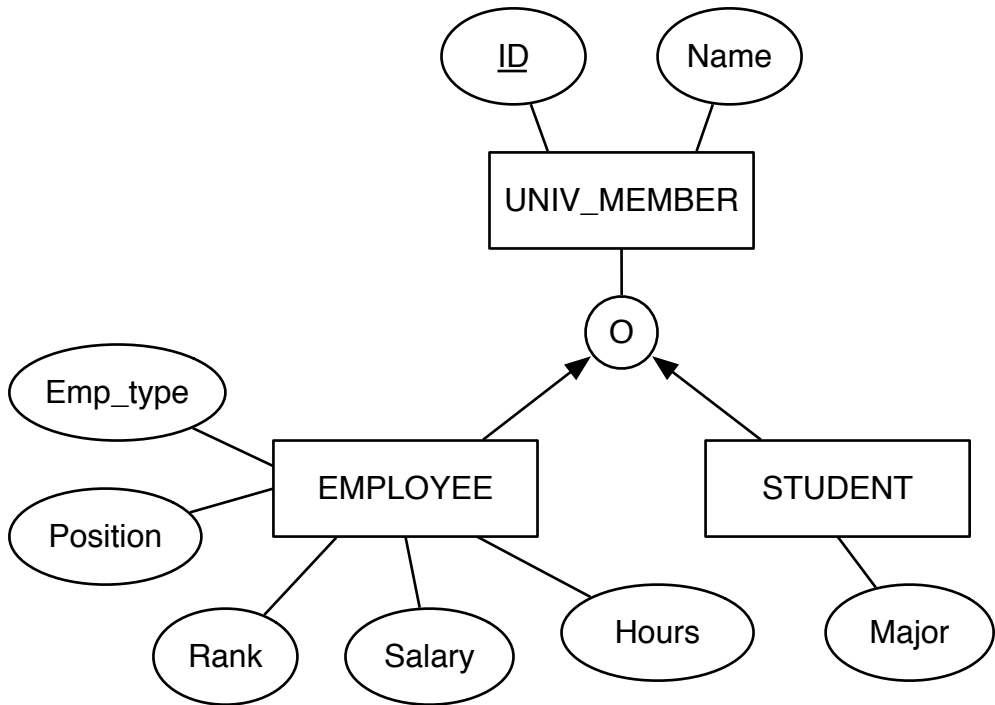 ID
Name
UNIV_MEMBER
O
Emp_type
EMPLOYEE
STUDENT
Position
Rank
Salary
Hours
Major